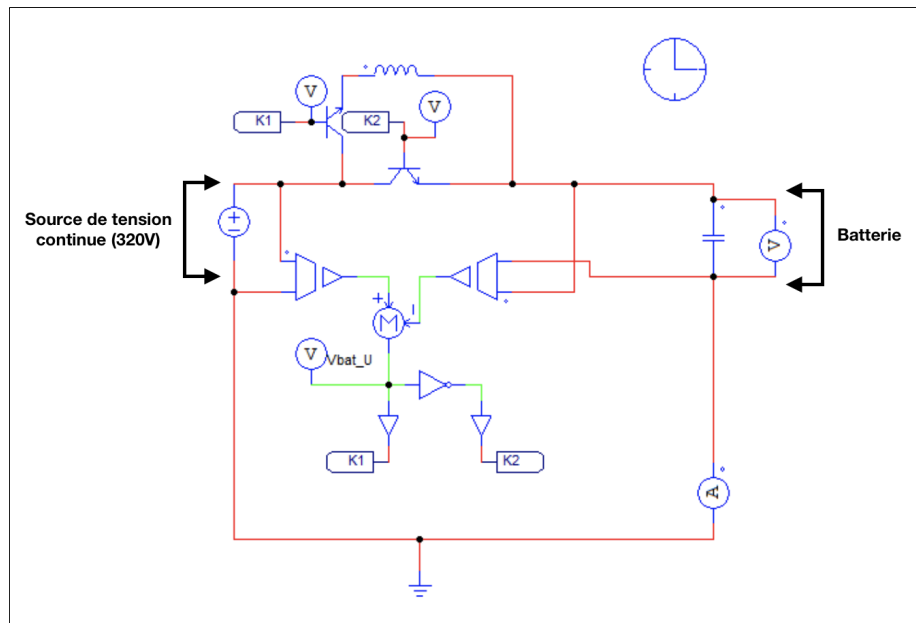 V
V
K1
K2
Source de tension
continue (320V)
V
Batterie
M
V
Vbat_U
K1
K2
A